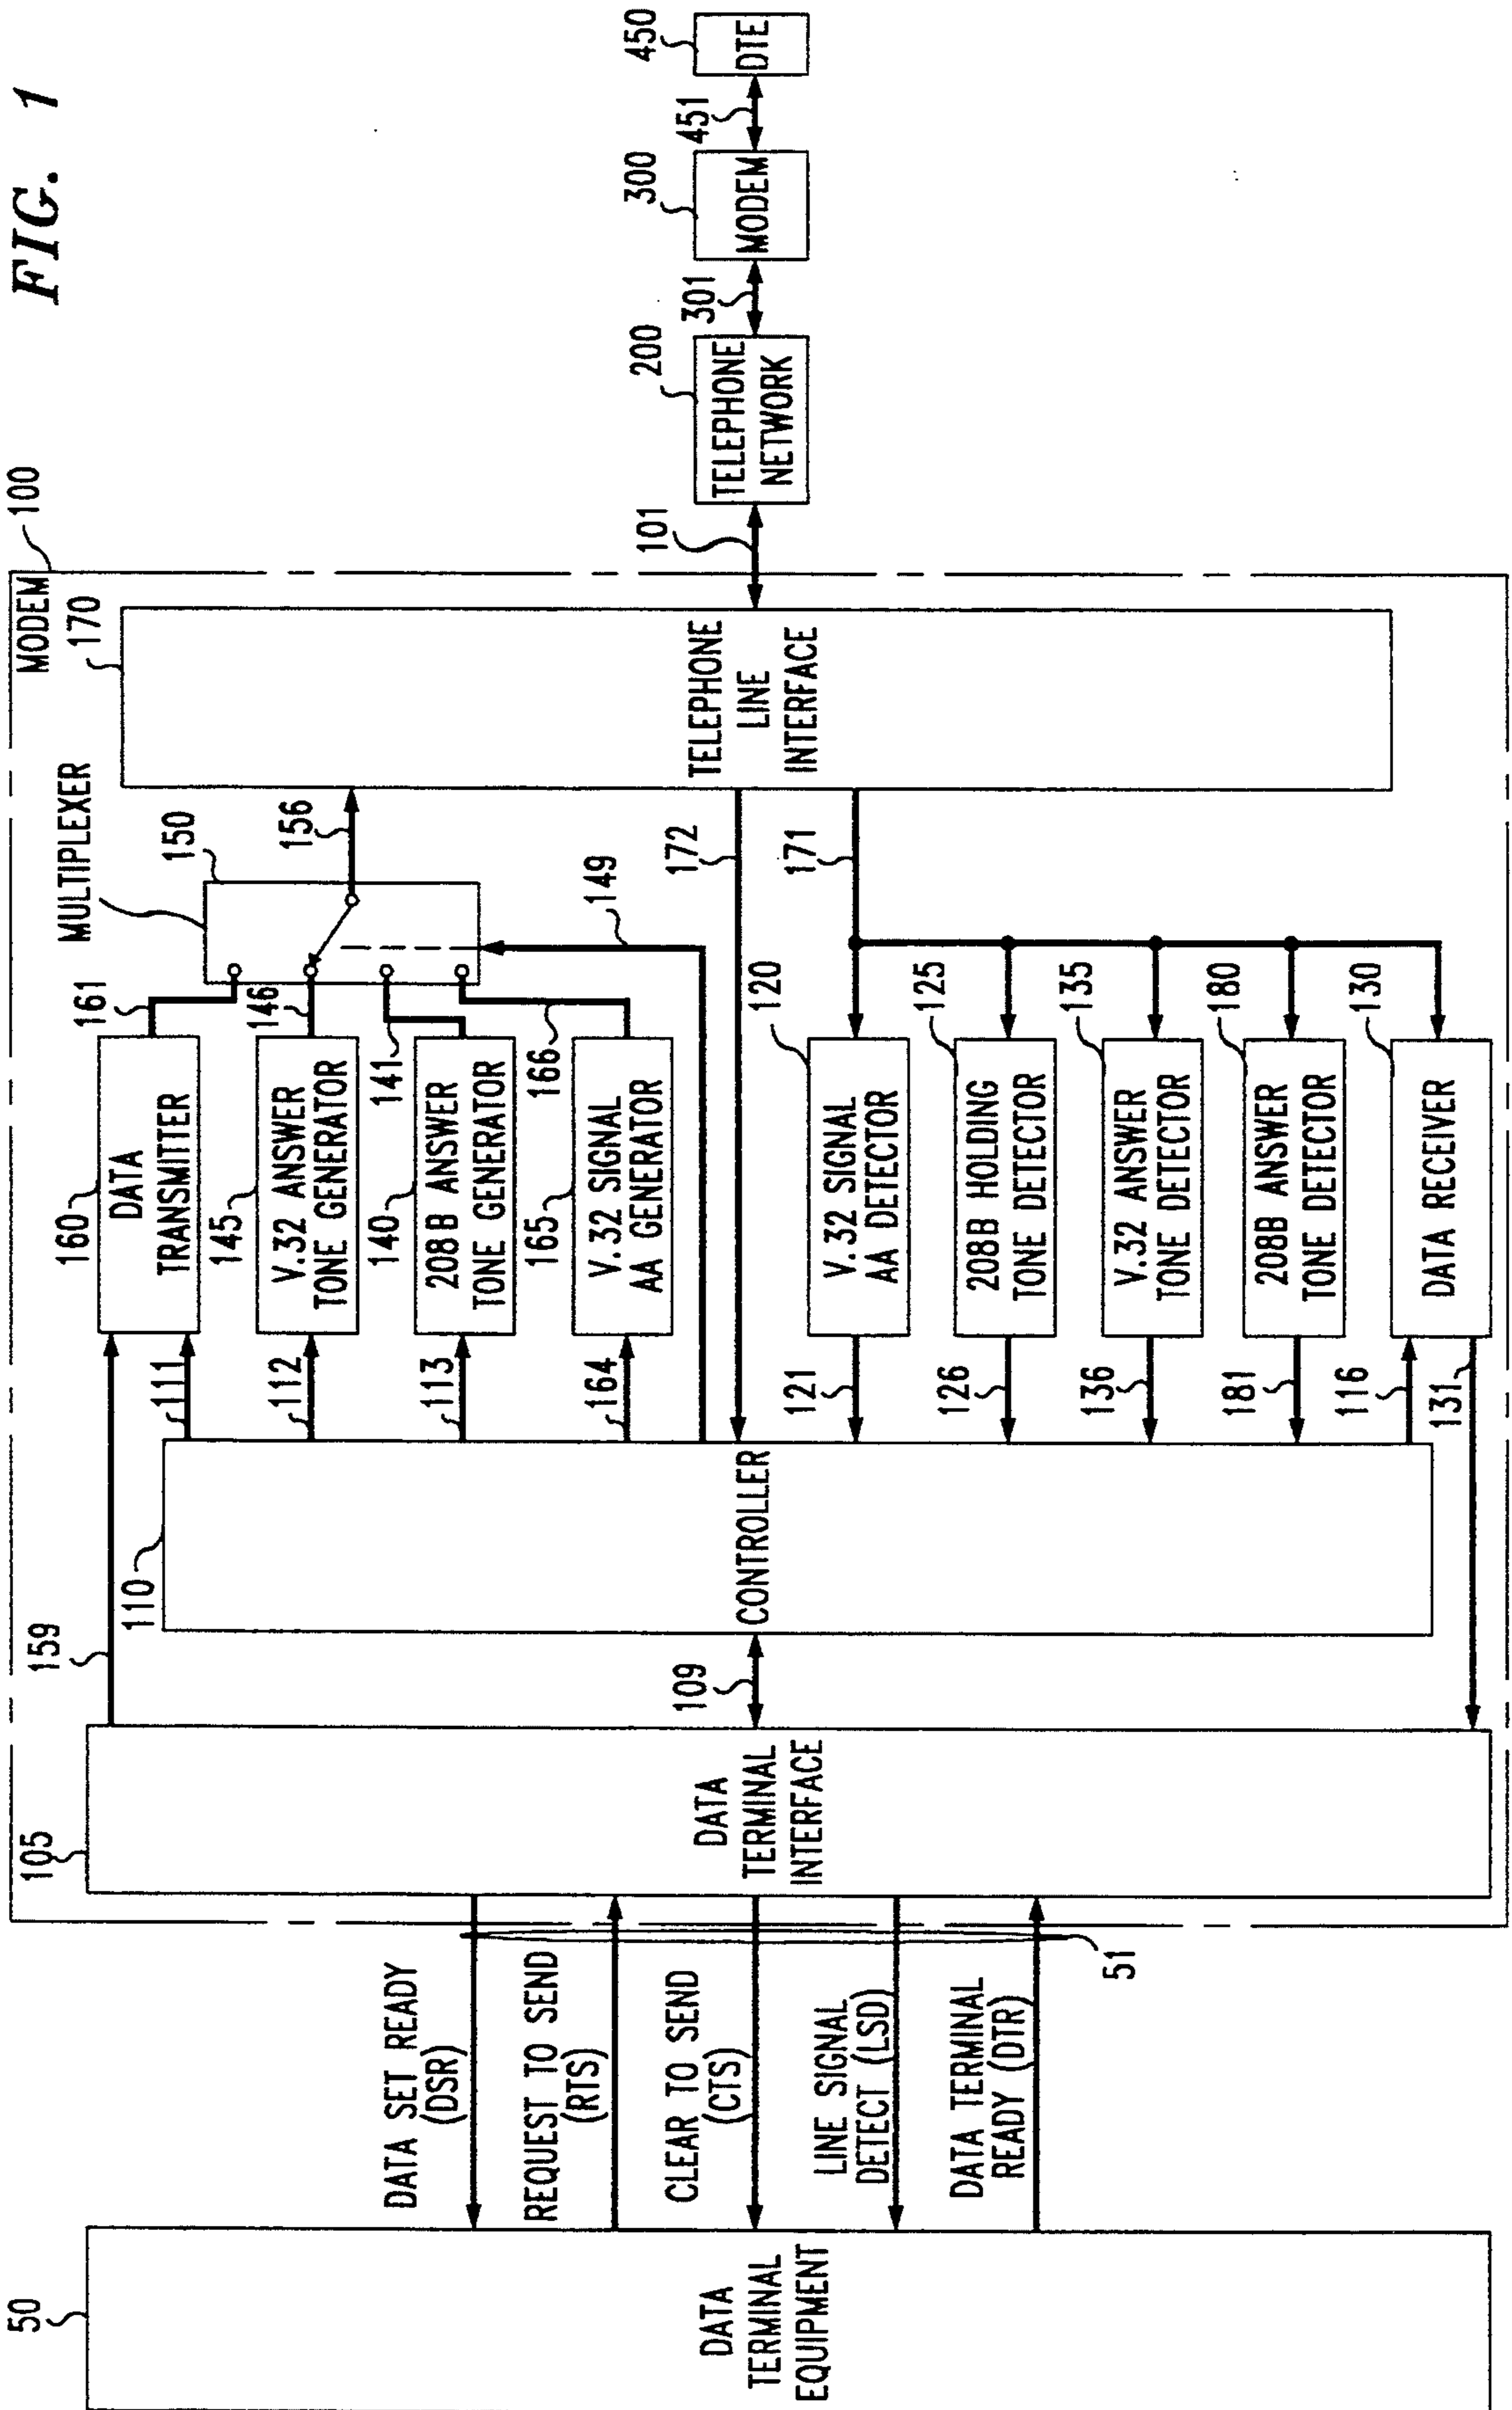 FIG. 1
50
DATA
TERMINAL
EQUIPMENT
DATA SET READY
(DSR)
REQUEST TO SEND
(RTS)
CLEAR TO SEND
(CTS)
LINE SIGNAL
DETECT (LSD)
DATA TERMINAL
READY (DTR)
51
MODEM
100
105
DATA
TERMINAL
INTERFACE
159
109
110
CONTROLLER
111
112
113
164
121
126
136
181
116
131
160
DATA
TRANSMITTER
161
145
V.32 ANSWER
TONE GENERATOR
146
140
208B ANSWER
TONE GENERATOR
141
165
V.32 SIGNAL
AA GENERATOR
166
120
V.32 SIGNAL
AA DETECTOR
125
208B HOLDING
TONE DETECTOR
135
V.32 ANSWER
TONE DETECTOR
180
208B ANSWER
TONE DETECTOR
130
DATA RECEIVER
MULTIPLEXER
150
156
149
172
171
170
TELEPHONE
LINE
INTERFACE
101
200
TELEPHONE
NETWORK
301
300
MODEM
451
450
DTE